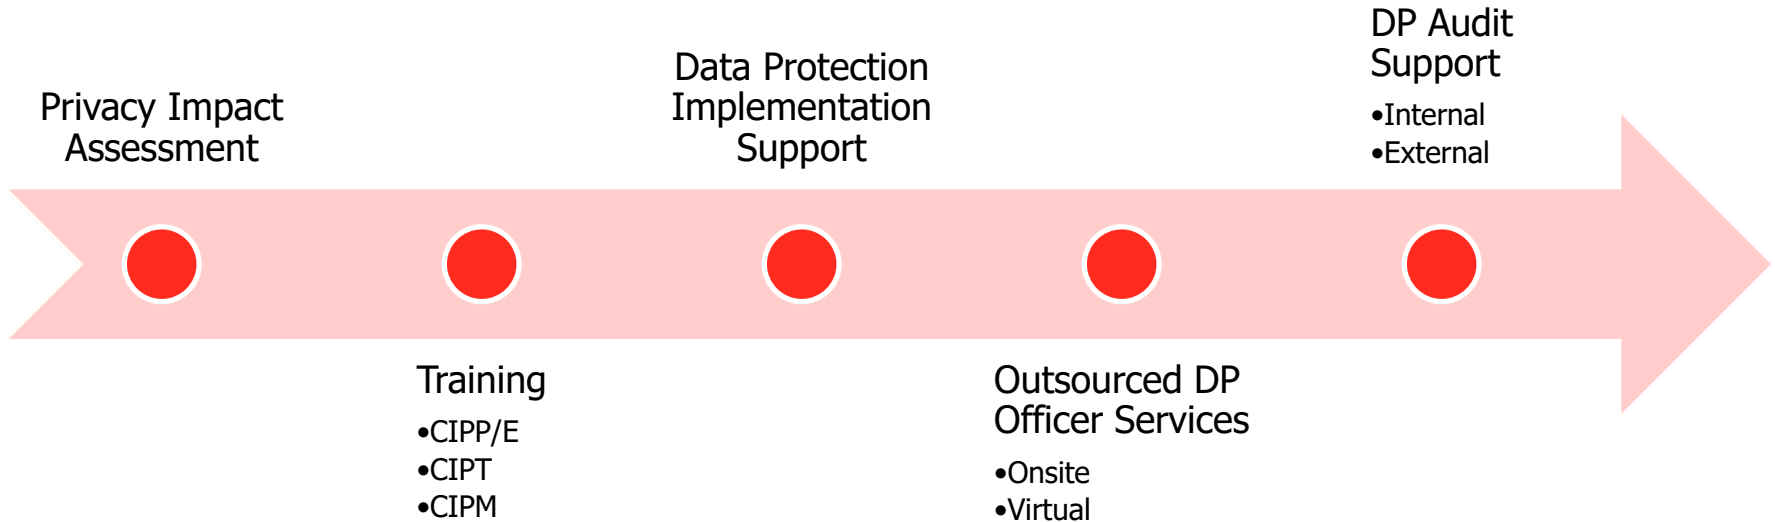 Privacy Impact
Assessment
Training
•CIPP/E
•CIPT
•CIPM
Data Protection
Implementation
Support
Outsourced DP
Officer Services
•Onsite
•Virtual
DP Audit
Support
•Internal
•External